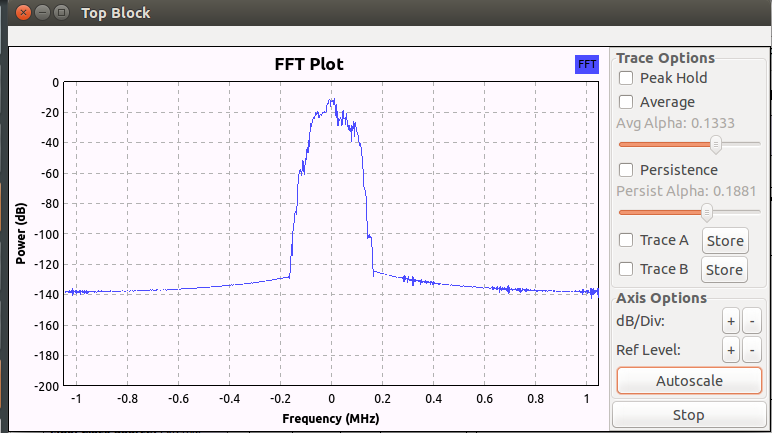 Top Block
FFT Plot
FFT
0
-20
-40
-60
-80
-100
-120
-140
-160
-180
-200
Power (dB)
-1 -0.8 -0.6 -0.4 -0.2 0 0.2 0.4 0.6 0.8 1
Frequency (MHz)
Trace Options
Peak Hold
Average
Avg Alpha: 0.1333
Persistence
Persist Alpha: 0.1881
Trace A Store
Trace B Store
Axis Options
dB/Div: + -
Ref Level: + -
Autoscale
Stop